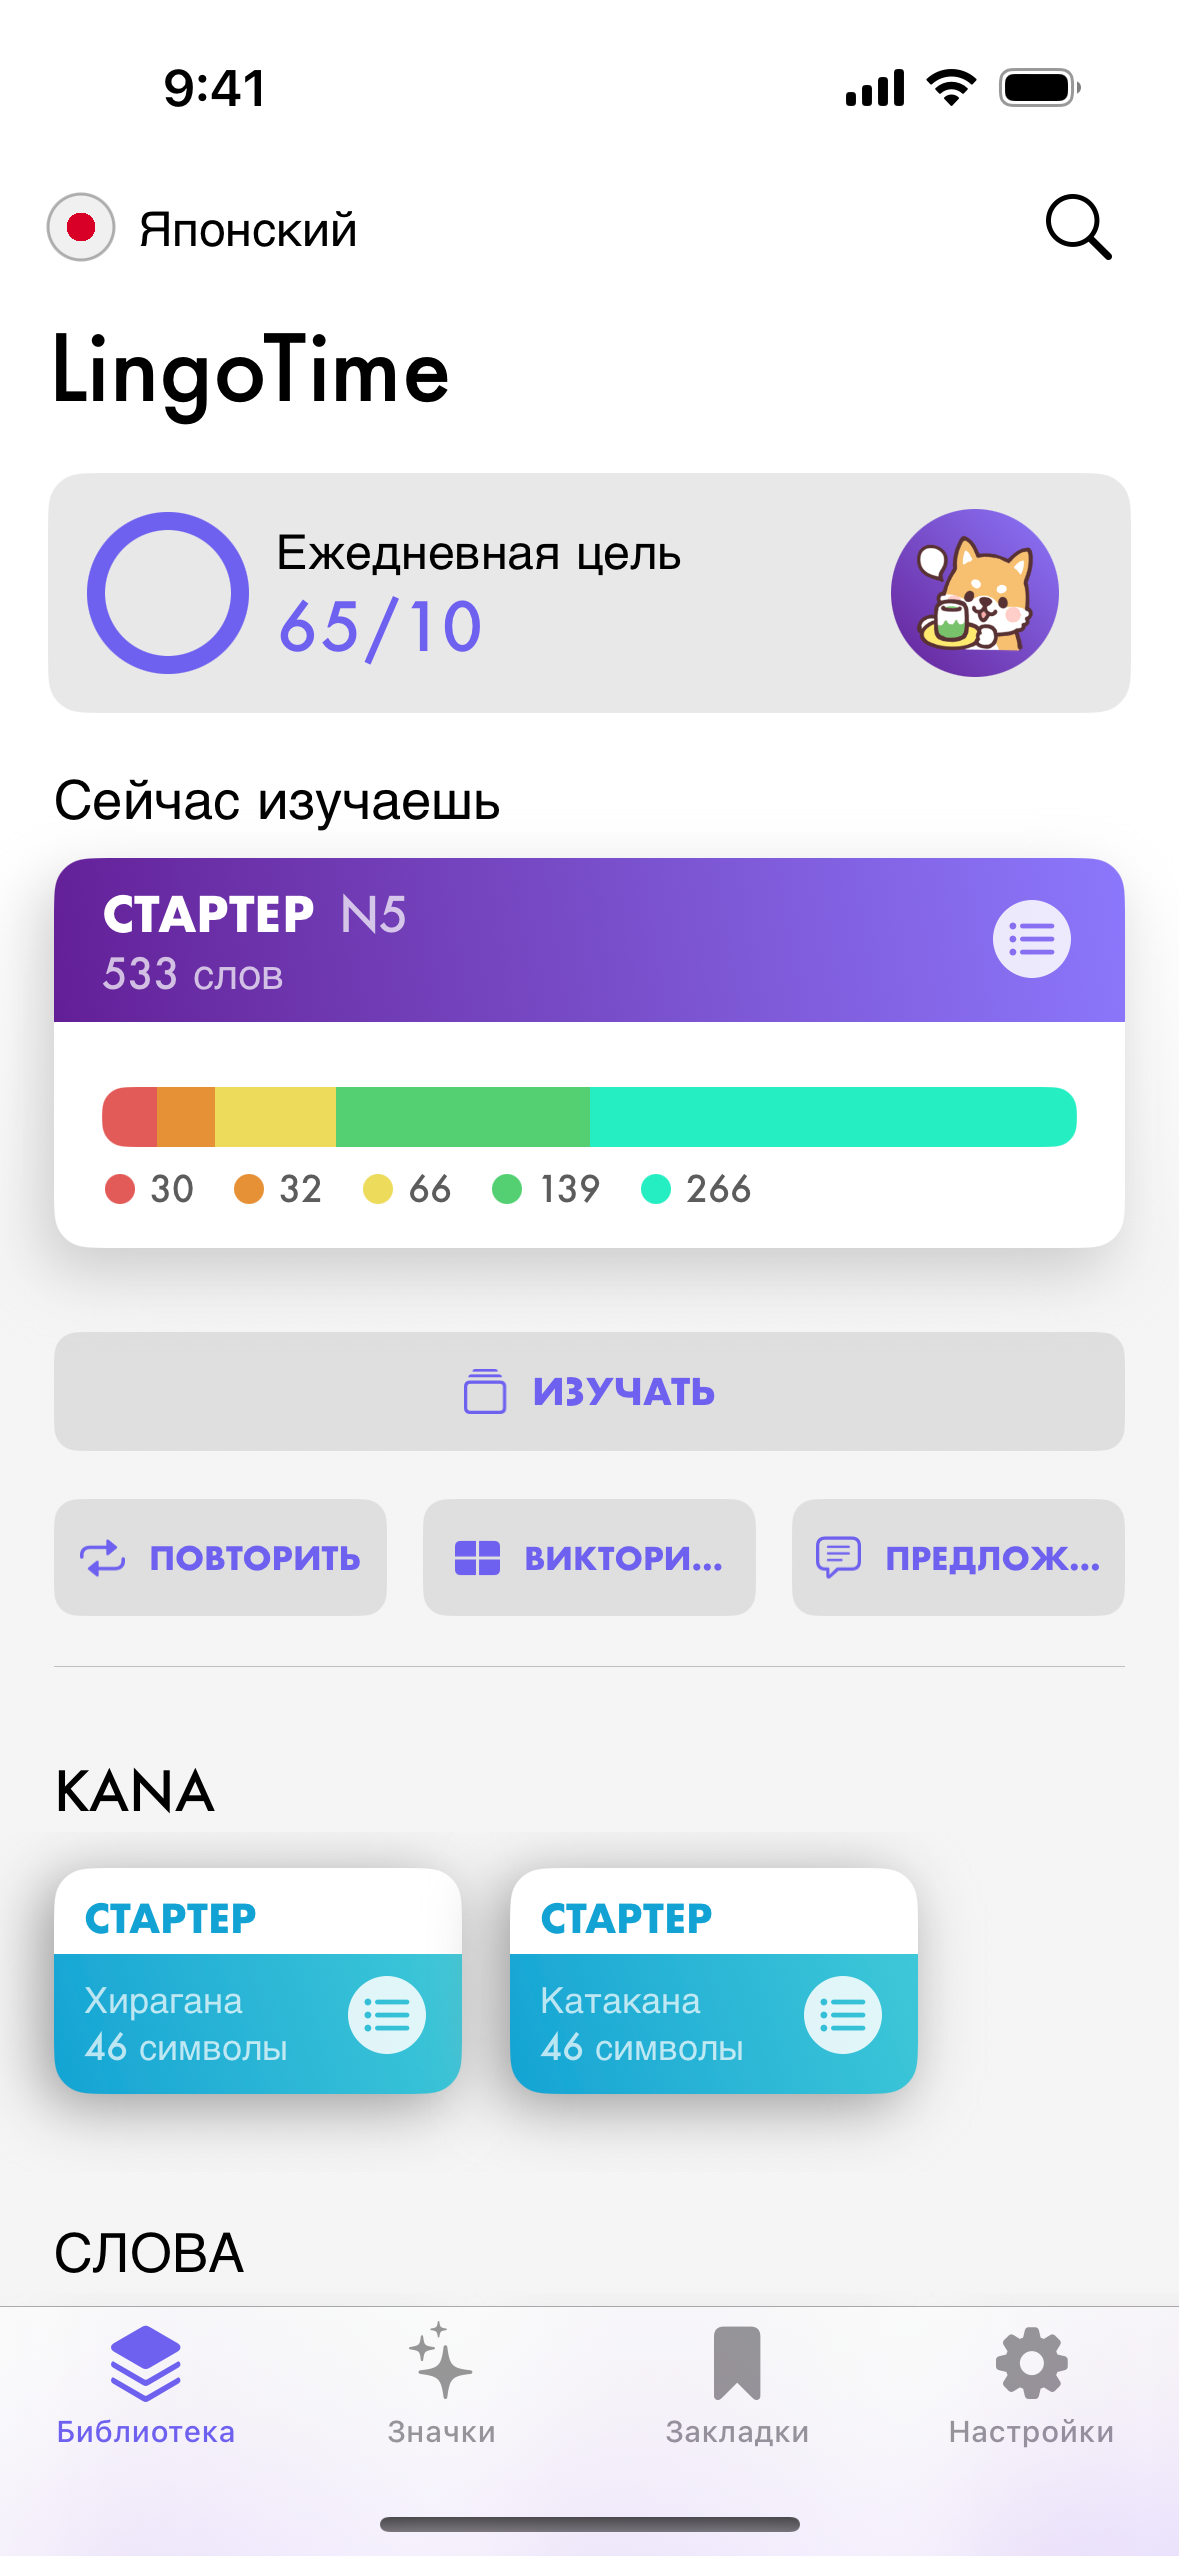 9:41
Японский
LingoTime
Ежедневная цель
65/10
Сейчас изучаешь
СТАРТЕР N5
533 слов
30 32 66 139 266
ИЗУЧАТЬ
ПОВТОРИТЬ ВИКТОРИ... ПРЕДЛОЖ...
KANA
СТАРТЕР
Хирагана
46 символы
СТАРТЕР
Катакана
46 символы
СЛОВА
Библиотека Значки Закладки Настройки